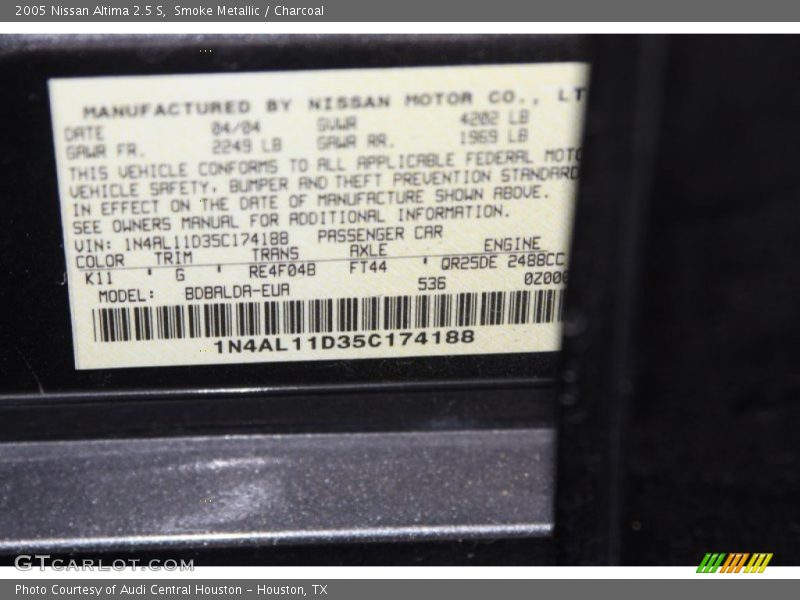 2005 Nissan Altima 2.5 S, Smoke Metallic / Charcoal
MANUFACTURED BY NISSAN MOTOR CO., LT
DATE 04/04 GVWR 4202 LB
GAWR FR. 2249 LB GAWR RR. 1969 LB
THIS VEHICLE CONFORMS TO ALL APPLICABLE FEDERAL MOTO
VEHICLE SAFETY, BUMPER AND THEFT PREVENTION STANDARD
IN EFFECT ON THE DATE OF MANUFACTURE SHOWN ABOVE.
SEE OWNERS MANUAL FOR ADDITIONAL INFORMATION.
VIN: 1N4AL11D35C174188 PASSENGER CAR
COLOR TRIM TRANS AXLE ENGINE
K11 ' G ' RE4F04B FT44 ' QR25DE 2488CC
MODEL: BDBALDA-EUA 536 0Z000
1N4AL11D35C174188
GTCARLOT.COM
Photo Courtesy of Audi Central Houston – Houston, TX